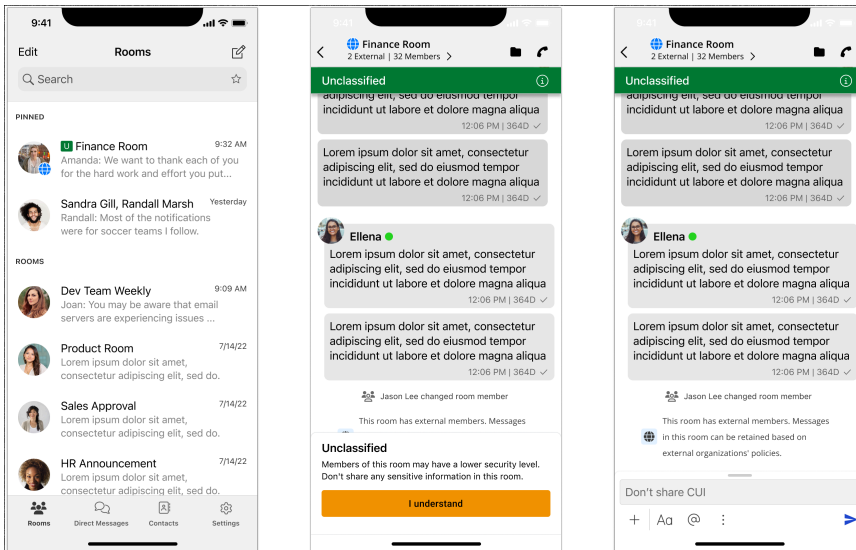 9:41
Edit
Rooms
Search
PINNED
U Finance Room 9:32 AM
Amanda: We want to thank each of you
for the hard work and effort you put...
Sandra Gill, Randall Marsh Yesterday
Randall: Most of the notifications
were for soccer teams I follow.
ROOMS
Dev Team Weekly 9:09 AM
Joan: You may be aware that email
servers are experiencing issues ...
Product Room 7/14/22
Lorem ipsum dolor sit amet,
consectetur adipiscing elit, sed do.
Sales Approval 7/14/22
Lorem ipsum dolor sit amet,
consectetur adipiscing elit, sed do.
HR Announcement 7/14/22
Lorem ipsum dolor sit amet,
consectetur adipiscing elit, sed do.
Rooms Direct Messages Contacts Settings
9:41
Finance Room
2 External | 32 Members >
Unclassified
adipiscing elit, sed do eiusmod tempor
incididunt ut labore et dolore magna aliqua
12:06 PM | 364D
Lorem ipsum dolor sit amet, consectetur
adipiscing elit, sed do eiusmod tempor
incididunt ut labore et dolore magna aliqua
12:06 PM | 364D
Ellena
Lorem ipsum dolor sit amet, consectetur
adipiscing elit, sed do eiusmod tempor
incididunt ut labore et dolore magna aliqua
12:06 PM | 364D
Lorem ipsum dolor sit amet, consectetur
adipiscing elit, sed do eiusmod tempor
incididunt ut labore et dolore magna aliqua
12:06 PM | 364D
Jason Lee changed room member
This room has external members. Messages
Unclassified
Members of this room may have a lower security level.
Don't share any sensitive information in this room.
I understand
9:41
Finance Room
2 External | 32 Members >
Unclassified
adipiscing elit, sed do eiusmod tempor
incididunt ut labore et dolore magna aliqua
12:06 PM | 364D
Lorem ipsum dolor sit amet, consectetur
adipiscing elit, sed do eiusmod tempor
incididunt ut labore et dolore magna aliqua
12:06 PM | 364D
Ellena
Lorem ipsum dolor sit amet, consectetur
adipiscing elit, sed do eiusmod tempor
incididunt ut labore et dolore magna aliqua
12:06 PM | 364D
Lorem ipsum dolor sit amet, consectetur
adipiscing elit, sed do eiusmod tempor
incididunt ut labore et dolore magna aliqua
12:06 PM | 364D
Jason Lee changed room member
This room has external members. Messages
in this room can be retained based on
external organizations' policies.
Don't share CUI
+ Aa @